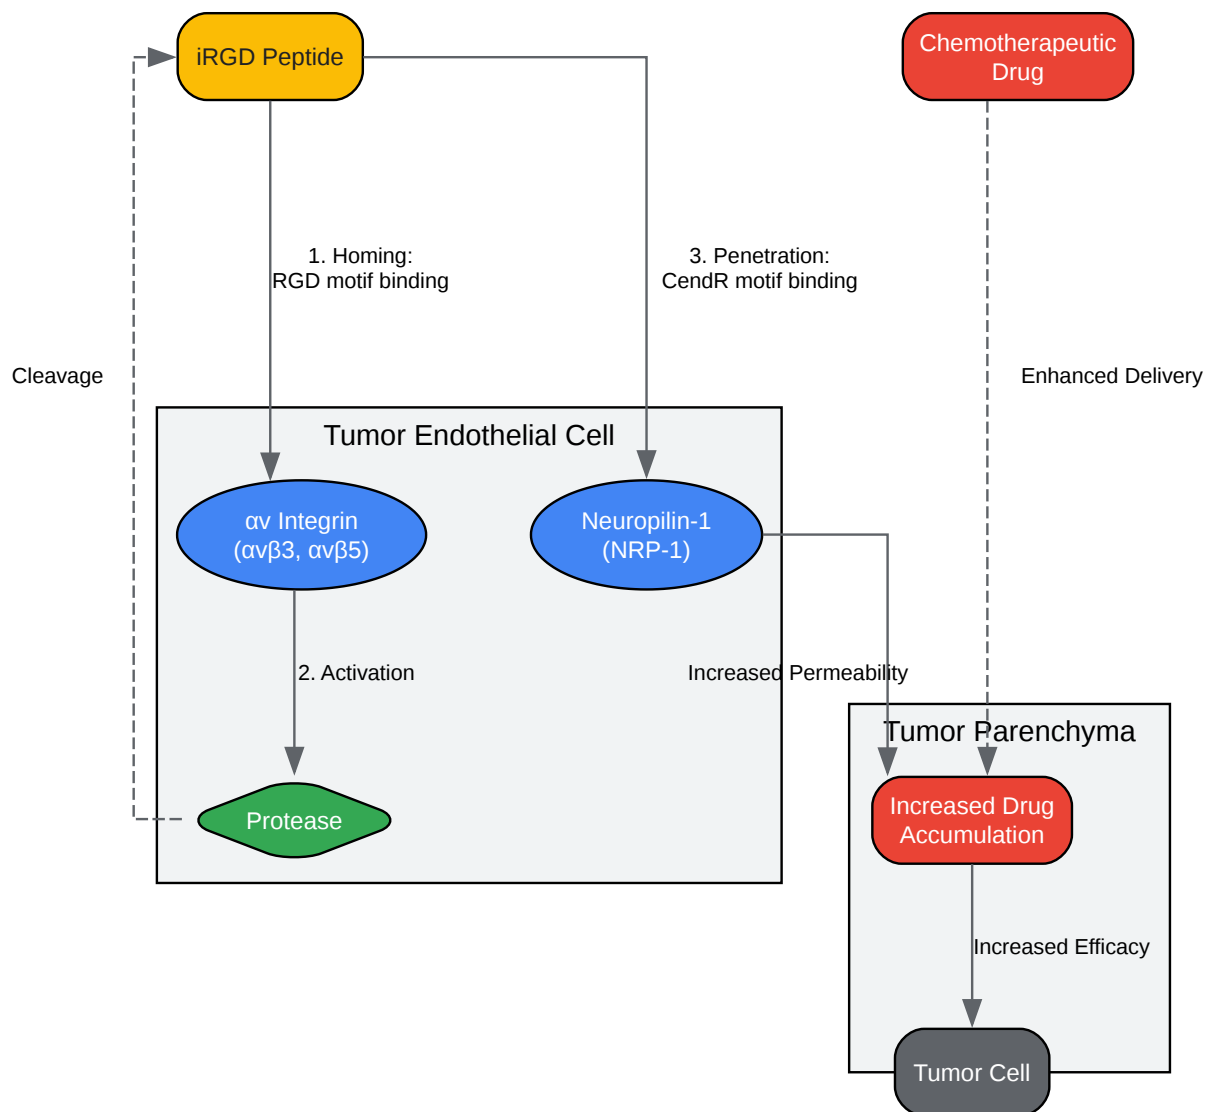 iRGD Peptide
Chemotherapeutic
Drug
1. Homing:
RGD motif binding
3. Penetration:
CendR motif binding
Cleavage
Enhanced Delivery
Tumor Endothelial Cell
αv Integrin
(αvβ3, αvβ5)
Neuropilin-1
(NRP-1)
2. Activation
Increased Permeability
Tumor Parenchyma
Protease
Increased Drug
Accumulation
Increased Efficacy
Tumor Cell